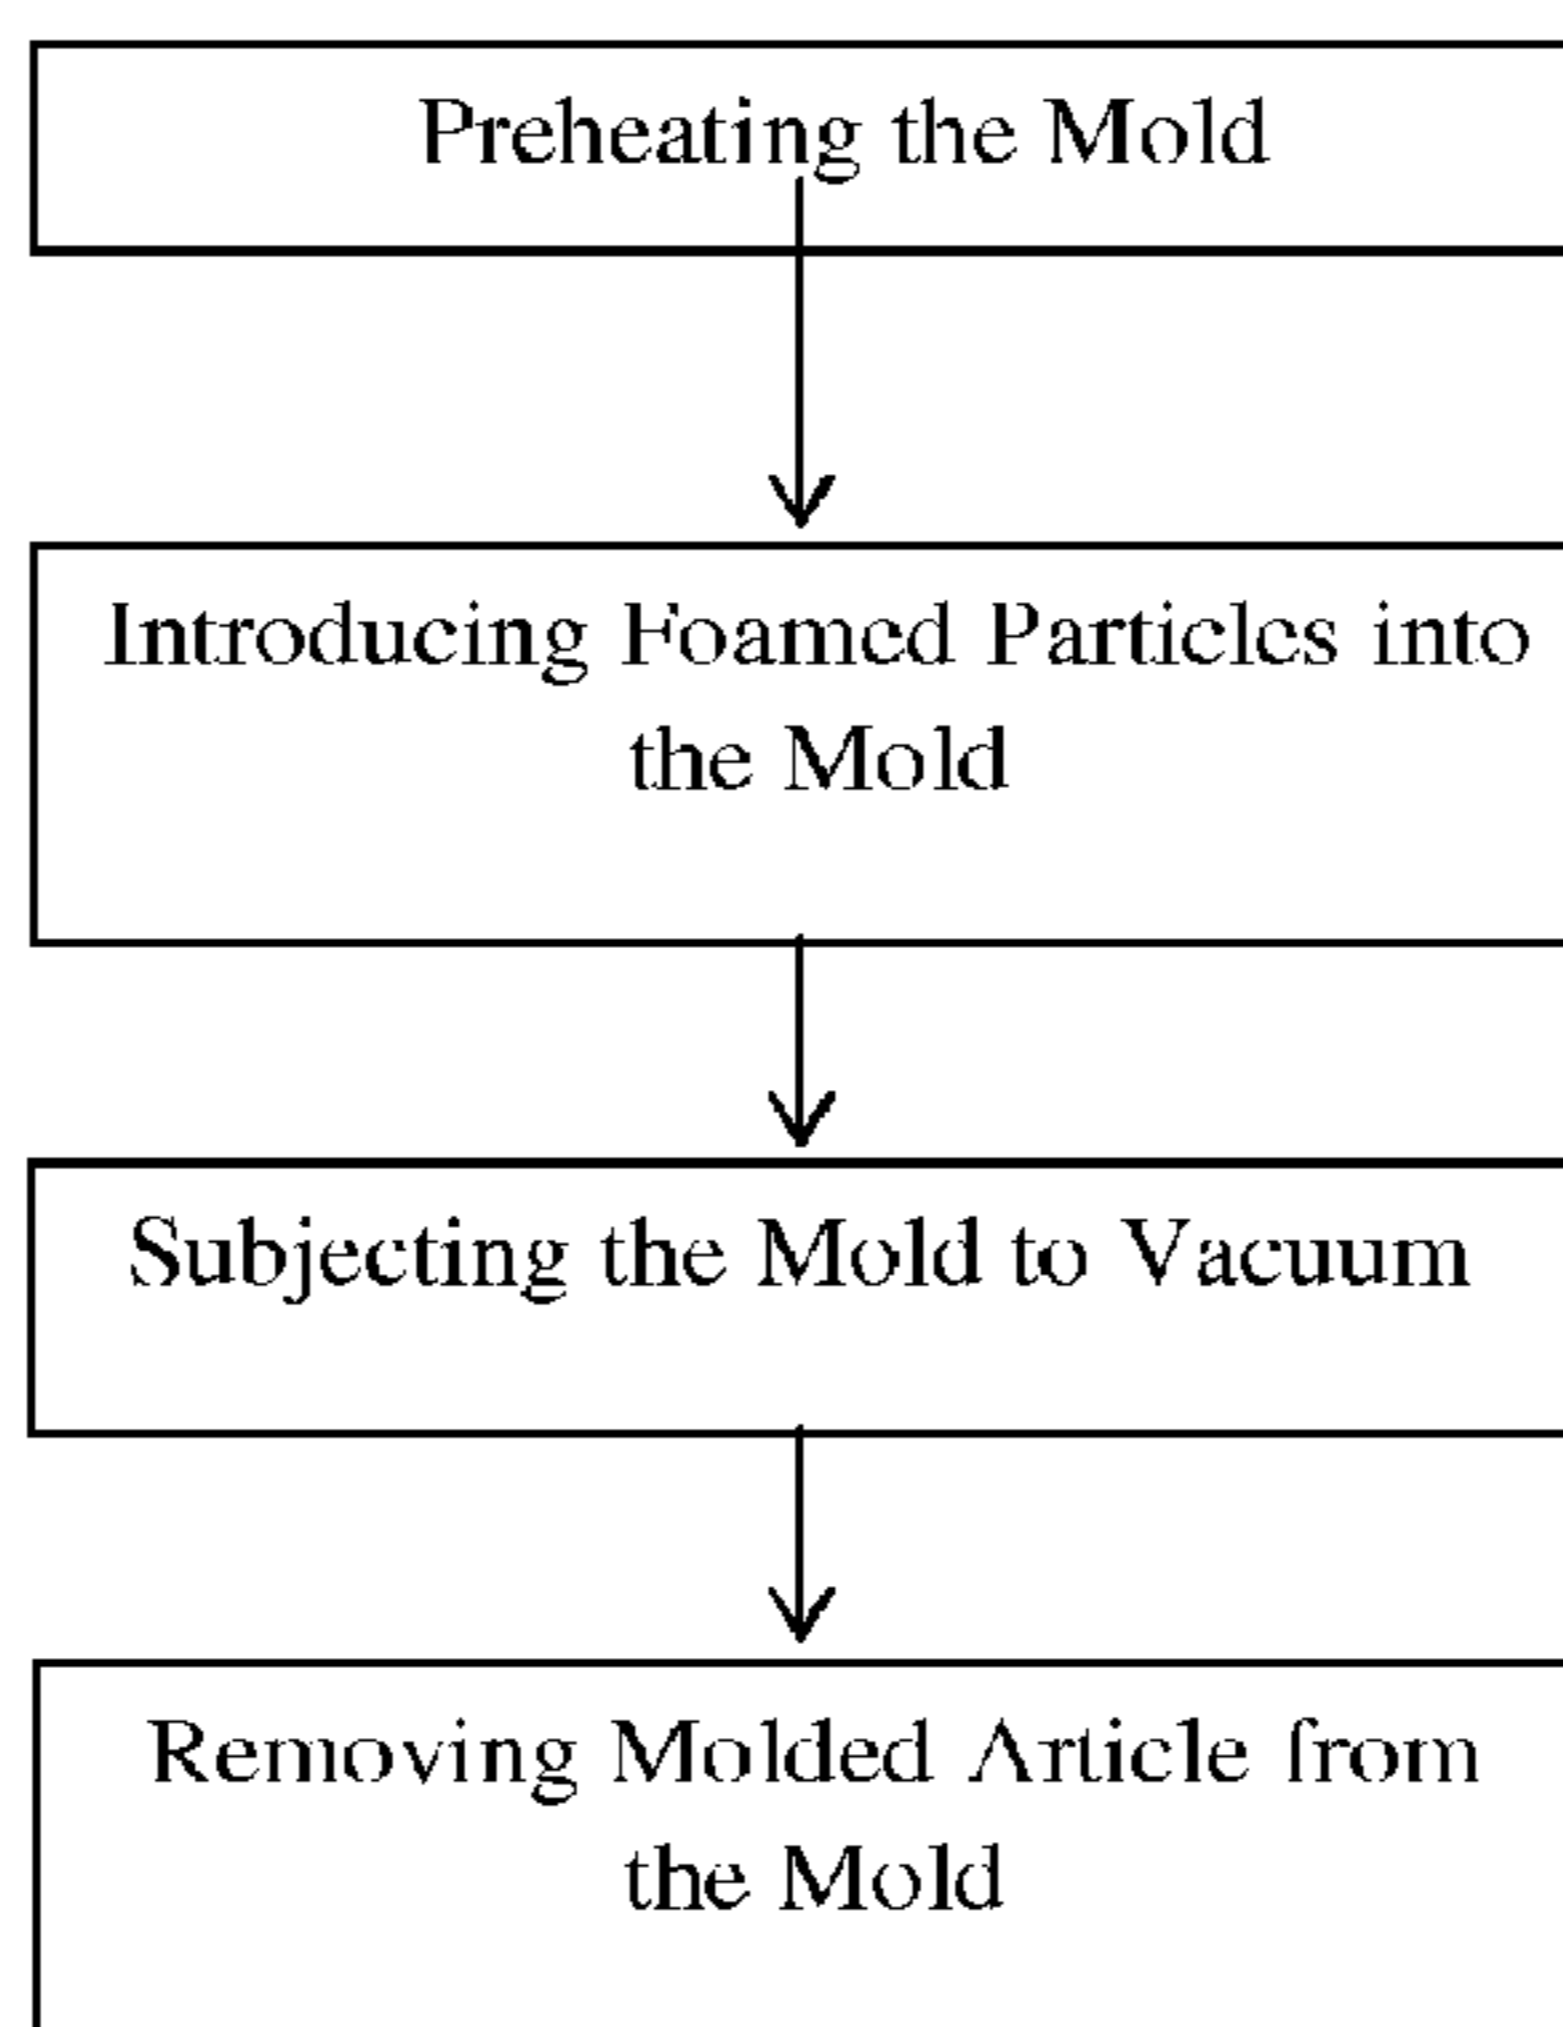 Preheating the Mold
Introducing Foamed Particles into
the Mold
Subjecting the Mold to Vacuum
Removing Molded Article from
the Mold